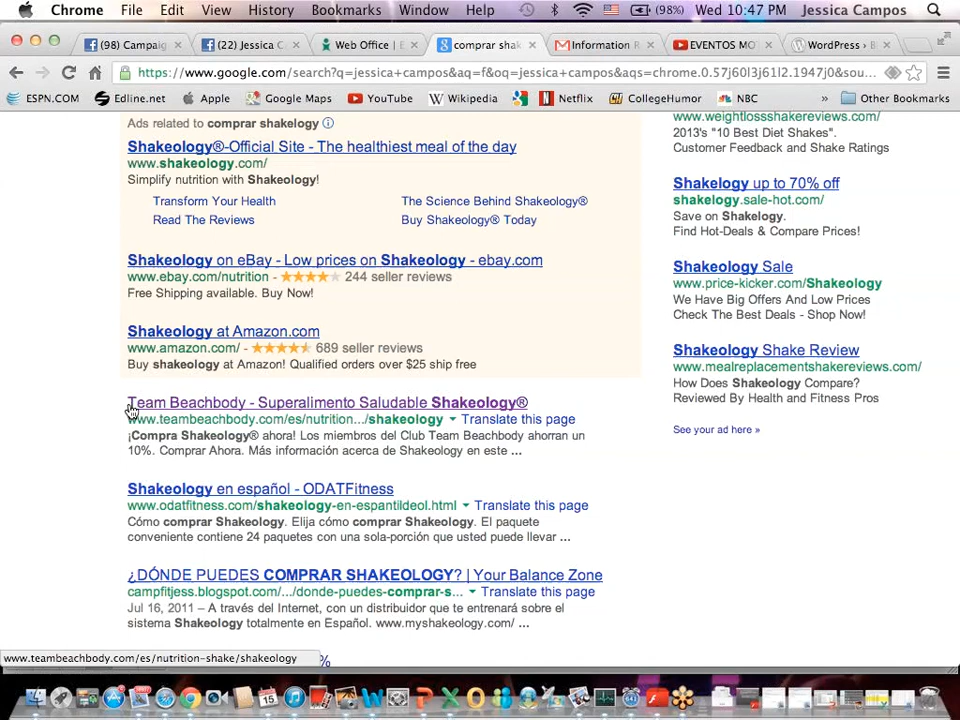 Chrome File Edit View History Bookmarks Window Help (98%) Wed 10:47 PM Jessica Campos
(98) Campaig (22) Jessica C Web Office | E comprar shak Information R EVENTOS MO WordPress › B
https://www.google.com/search?q=jessica+campos&aq=f&oq=jessica+campos&aqs=chrome.0.57j60l3j61l2.1947j0&sou...
ESPN.COM Edline.net Apple Google Maps YouTube Wikipedia Netflix CollegeHumor NBC » Other Bookmarks
Ads related to comprar shakelogy
Shakeology®-Official Site - The healthiest meal of the day
www.shakeology.com/
Simplify nutrition with Shakeology!
Transform Your Health The Science Behind Shakeology®
Read The Reviews Buy Shakeology® Today
Shakeology on eBay - Low prices on Shakeology - ebay.com
www.ebay.com/nutrition - 244 seller reviews
Free Shipping available. Buy Now!
Shakeology at Amazon.com
www.amazon.com/ - 689 seller reviews
Buy shakeology at Amazon! Qualified orders over $25 ship free
Team Beachbody - Superalimento Saludable Shakeology®
www.teambeachbody.com/es/nutrition.../shakeology Translate this page
¡Compra Shakeology® ahora! Los miembros del Club Team Beachbody ahorran un
10%. Comprar Ahora. Más información acerca de Shakeology en este ...
Shakeology en español - ODATFitness
www.odatfitness.com/shakeology-en-espantildeol.html Translate this page
Cómo comprar Shakeology. Elija cómo comprar Shakeology. El paquete
conveniente contiene 24 paquetes con una sola-porción que usted puede llevar ...
¿DÓNDE PUEDES COMPRAR SHAKEOLOGY? | Your Balance Zone
campfitjess.blogspot.com/.../donde-puedes-comprar-s... Translate this page
Jul 16, 2011 – A través del Internet, con un distribuidor que te entrenará sobre el
sistema Shakeology totalmente en Español. www.myshakeology.com/ ...
%
www.weightlossshakereviews.com/
2013's "10 Best Diet Shakes".
Customer Feedback and Shake Ratings
Shakelogy up to 70% off
shakelogy.sale-hot.com/
Save on Shakelogy.
Find Hot-Deals & Compare Prices!
Shakeology Sale
www.price-kicker.com/Shakeology
We Have Big Offers And Low Prices
Check The Best Deals - Shop Now!
Shakeology Shake Review
www.mealreplacementshakereviews.com/
How Does Shakeology Compare?
Reviewed By Health and Fitness Pros
See your ad here »
www.teambeachbody.com/es/nutrition-shake/shakeology